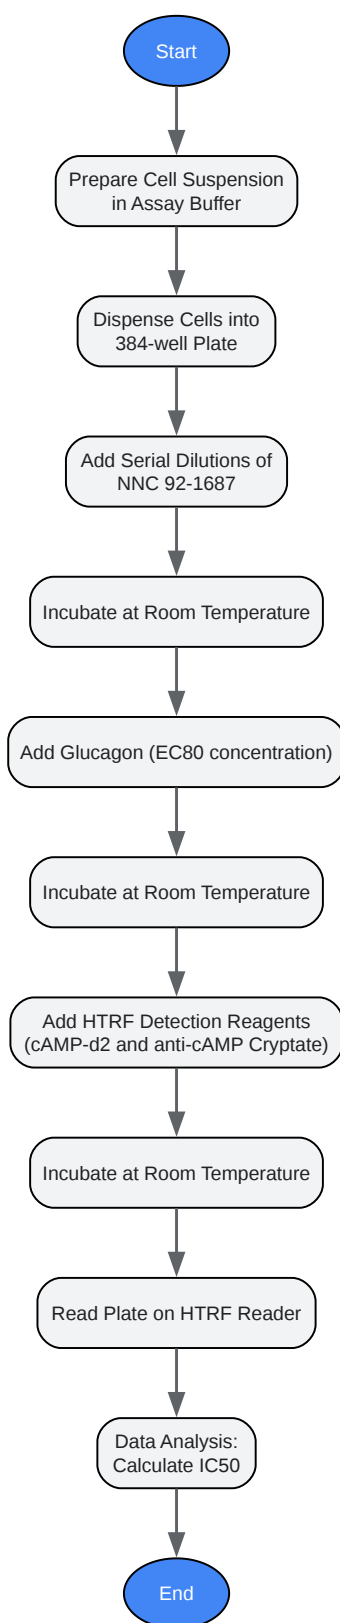 Start
Prepare Cell Suspension
in Assay Buffer
Dispense Cells into
384-well Plate
Add Serial Dilutions of
NNC 92-1687
Incubate at Room Temperature
Add Glucagon (EC80 concentration)
Incubate at Room Temperature
Add HTRF Detection Reagents
(cAMP-d2 and anti-cAMP Cryptate)
Incubate at Room Temperature
Read Plate on HTRF Reader
Data Analysis:
Calculate IC50
End